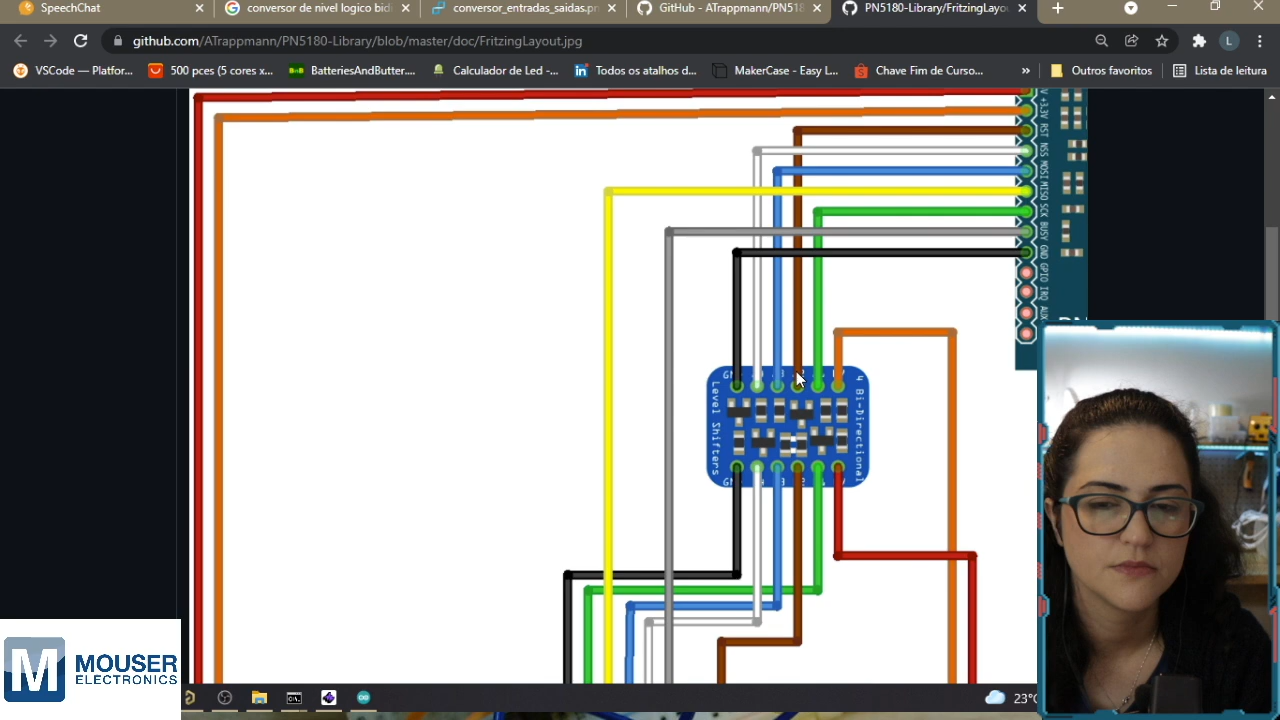 SpeechChat
conversor de nivel logico bidi
conversor_entradas_saidas.pn
GitHub - ATrappmann/PN518
PN5180-Library/FritzingLayou
github.com/ATrappmann/PN5180-Library/blob/master/doc/FritzingLayout.jpg
L
VSCode — Platfor...
500 pces (5 cores x...
BatteriesAndButter....
Calculador de Led -...
Todos os atalhos d...
MakerCase - Easy L...
Chave Fim de Curso...
»
Outros favoritos
Lista de leitura
+3.3V
RST
NSS
MOSI
MISO
SCK
BUSY
GND
GPIO
IRQ
AUX
Level Shifters
4 Bi-Directional
M
MOUSER
ELECTRONICS
23°